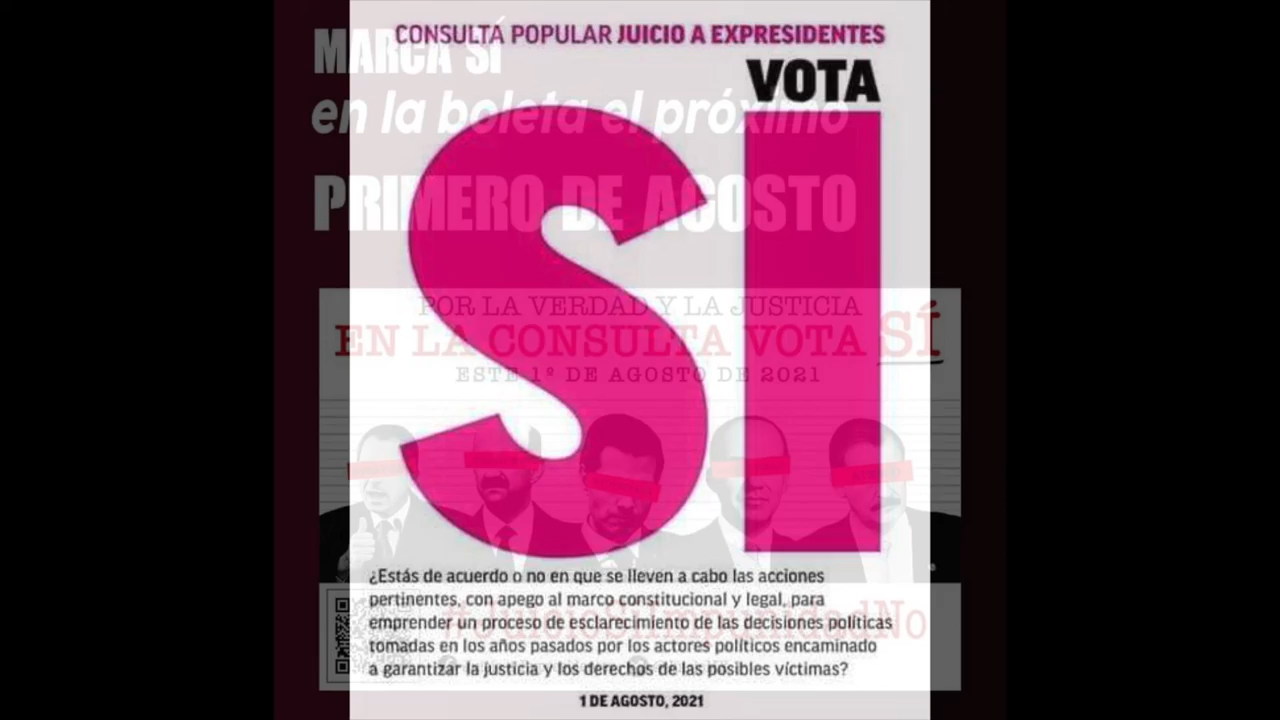 CONSULTA POPULAR JUICIO A EXPRESIDENTES
MARCA SÍ
VOTA
en la boleta el próximo
SI
PRIMERO DE AGOSTO
POR LA VERDAD Y LA JUSTICIA
EN LA CONSULTA VOTA SÍ
ESTE 1º DE AGOSTO DE 2021
¿Estás de acuerdo o no en que se lleven a cabo las acciones
pertinentes, con apego al marco constitucional y legal, para
emprender un proceso de esclarecimiento de las decisiones políticas
tomadas en los años pasados por los actores políticos encaminado
a garantizar la justicia y los derechos de las posibles víctimas?
#JuicioSiImpunidadNo
1 DE AGOSTO, 2021